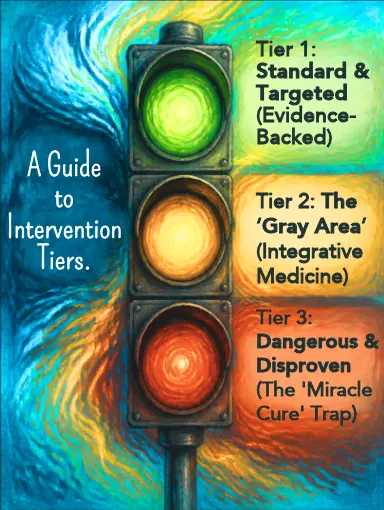 A Guide
to
Intervention
Tiers.
Tier 1:
Standard &
Targeted
(Evidence-
Backed)
Tier 2: The
‘Gray Area’
(Integrative
Medicine)
Tier 3:
Dangerous &
Disproven
(The 'Miracle
Cure' Trap)